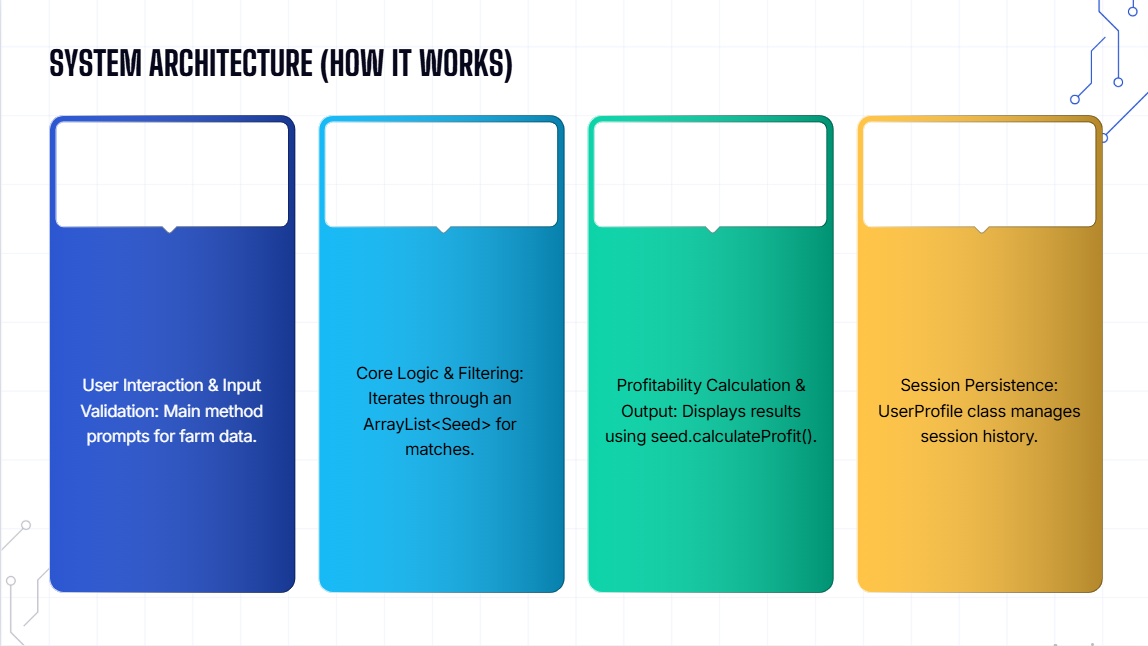 SYSTEM ARCHITECTURE (HOW IT WORKS)
User Interaction & Input
Validation: Main method
prompts for farm data.
Core Logic & Filtering:
Iterates through an
ArrayList<Seed> for
matches.
Profitability Calculation &
Output: Displays results
using seed.calculateProfit().
Session Persistence:
UserProfile class manages
session history.